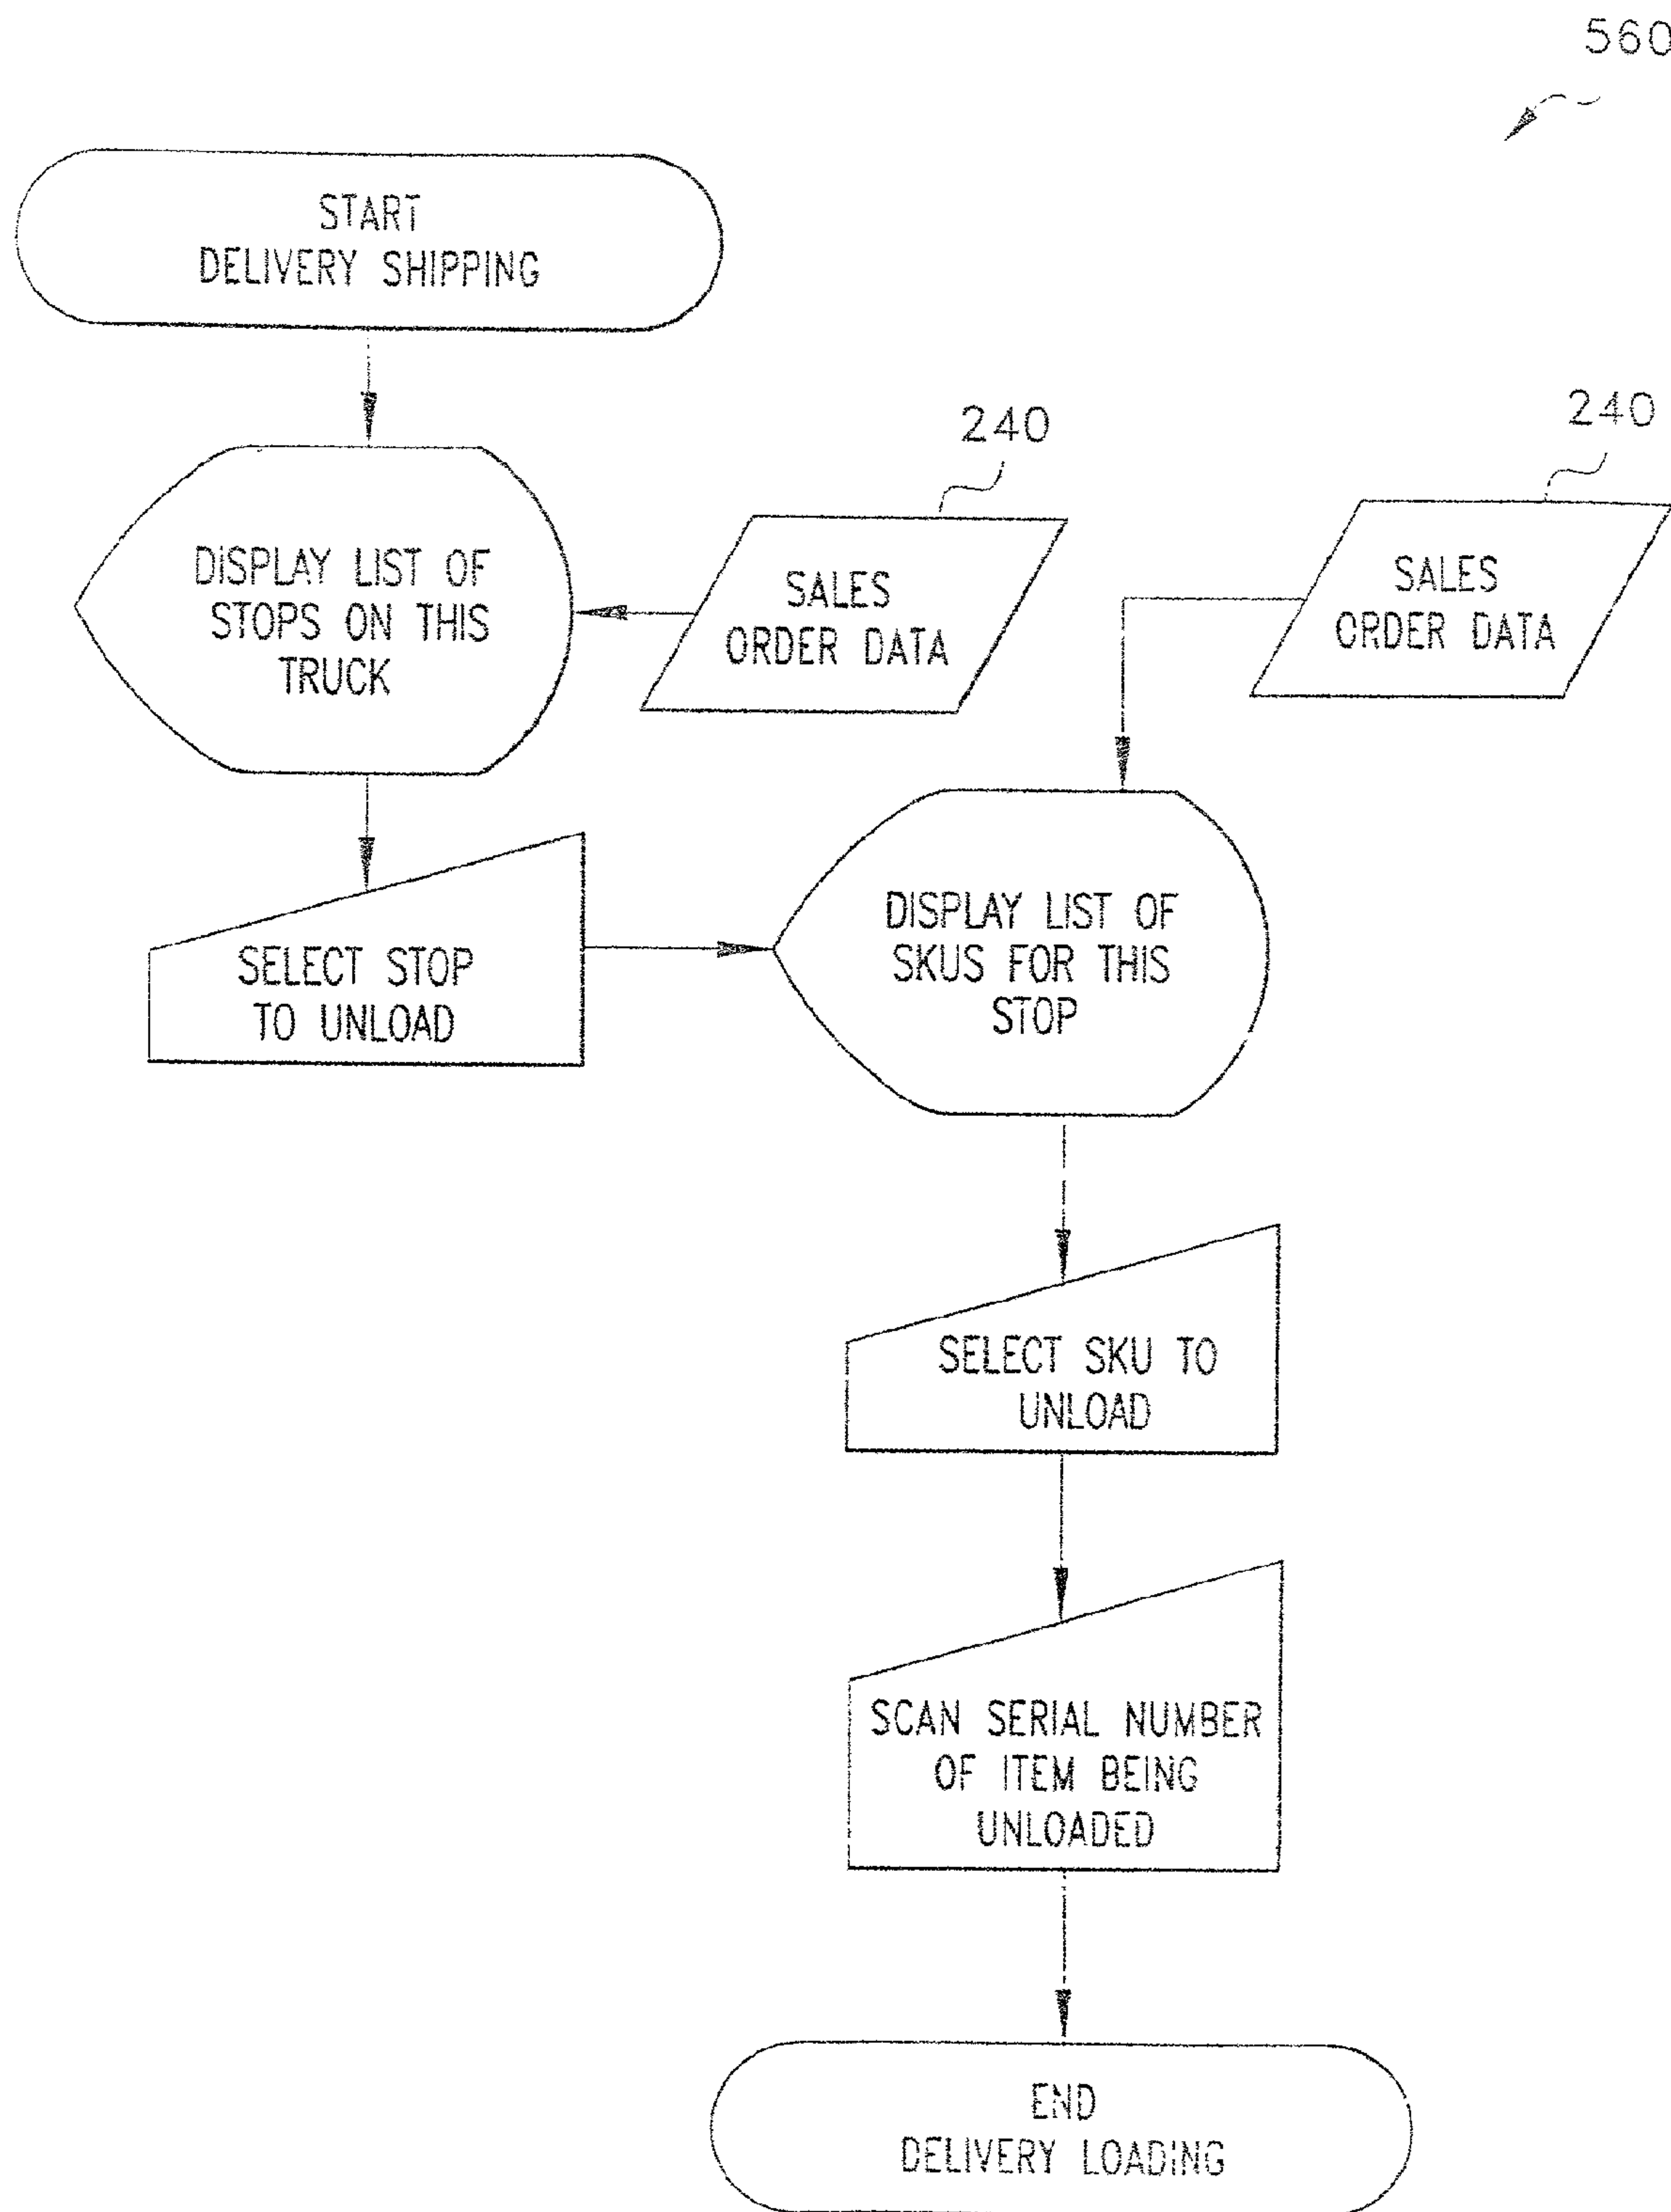 560
START
DELIVERY SHIPPING
240
240
DISPLAY LIST OF
STOPS ON THIS
TRUCK
SALES
ORDER DATA
SALES
ORDER DATA
SELECT STOP
TO UNLOAD
DISPLAY LIST OF
SKUS FOR THIS
STOP
SELECT SKU TO
UNLOAD
SCAN SERIAL NUMBER
OF ITEM BEING
UNLOADED
END
DELIVERY LOADING